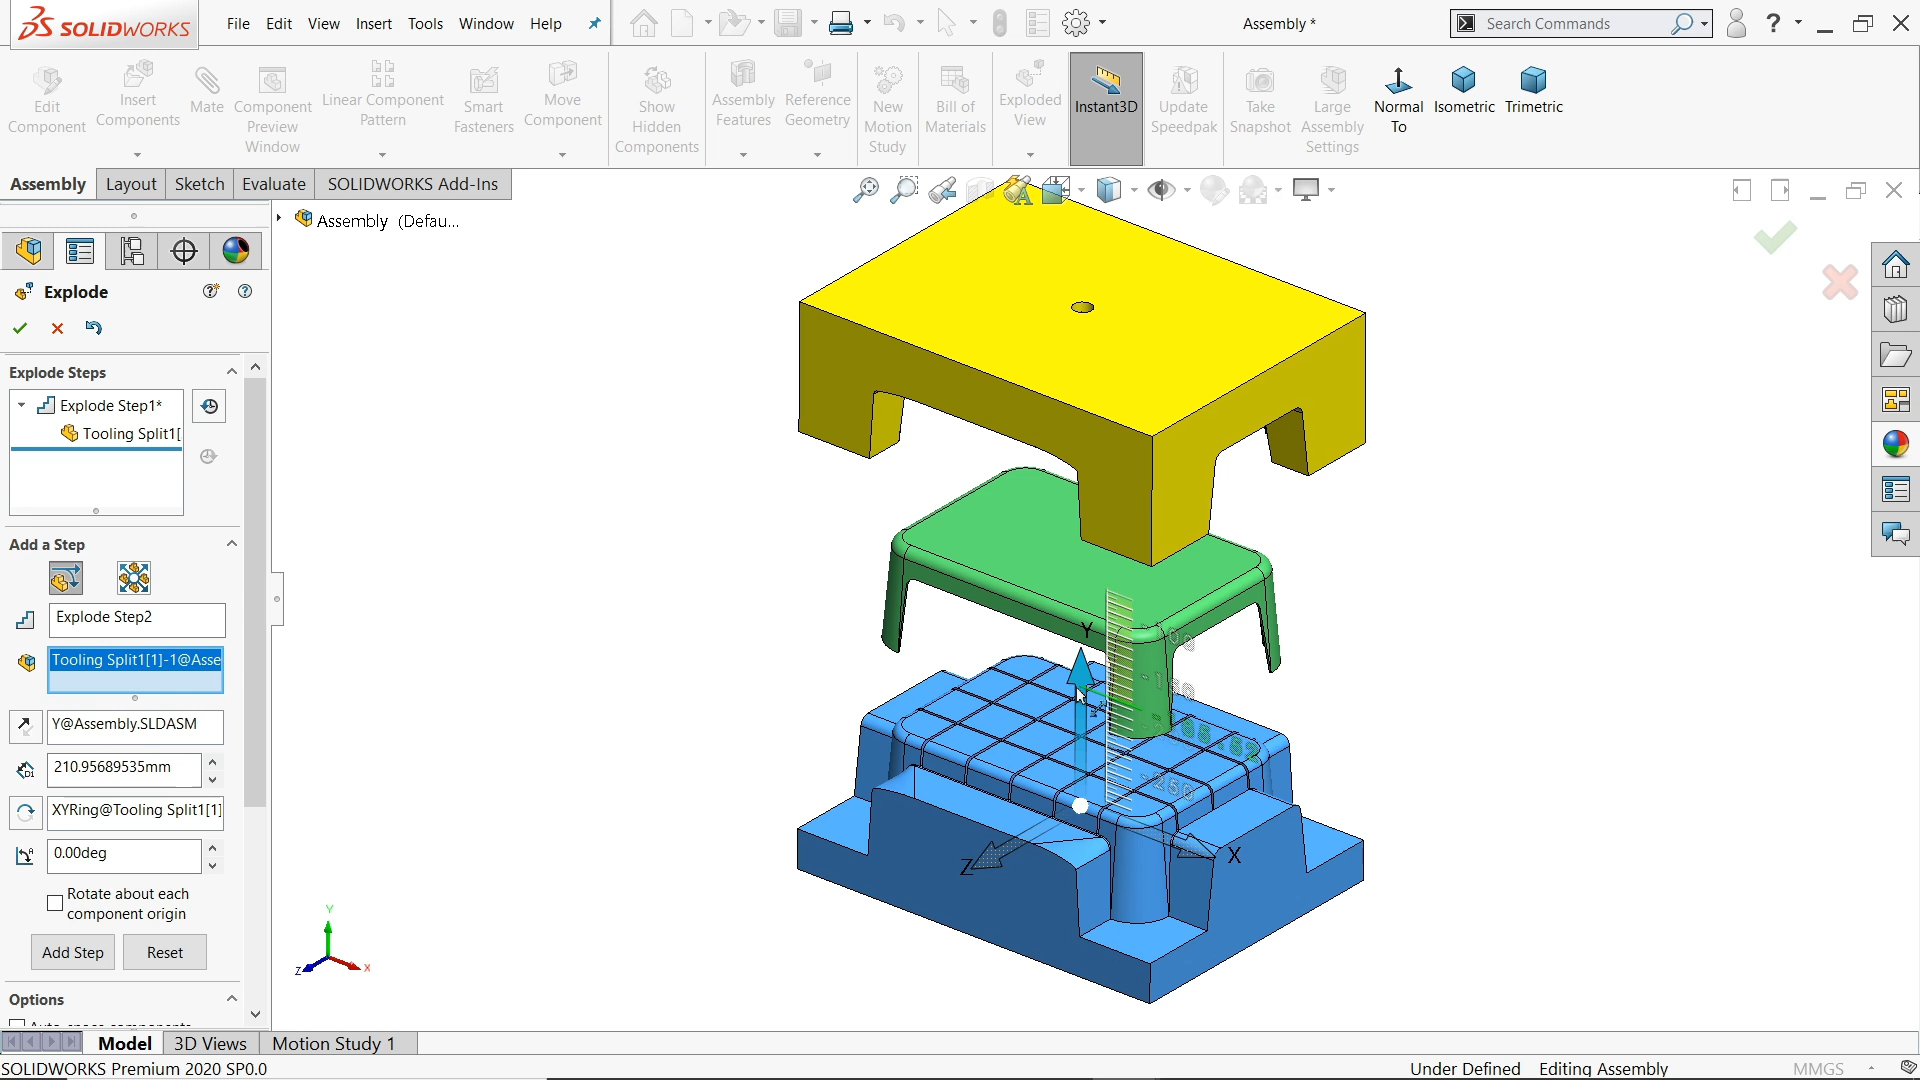 SOLIDWORKS
File Edit View Insert Tools Window Help
Assembly *
Search Commands
?
Edit Component
Insert Components
Mate
Component Preview Window
Linear Component Pattern
Smart Fasteners
Move Component
Show Hidden Components
Assembly Features
Reference Geometry
New Motion Study
Bill of Materials
Exploded View
Instant3D
Update Speedpak
Take Snapshot
Large Assembly Settings
Normal To
Isometric
Trimetric
Assembly Layout Sketch Evaluate SOLIDWORKS Add-Ins
Assembly (Defau...
Explode
Explode Steps
Explode Step1*
Tooling Split1[
Add a Step
Explode Step2
Tooling Split1[1]-1@Asse
Y@Assembly.SLDASM
210.95689535mm
XYRing@Tooling Split1[1]
0.00deg
Rotate about each
component origin
Add Step Reset
Options
Y
X
Z
-250
Y
Z
X
Model 3D Views Motion Study 1
SOLIDWORKS Premium 2020 SP0.0
Under Defined Editing Assembly MMGS